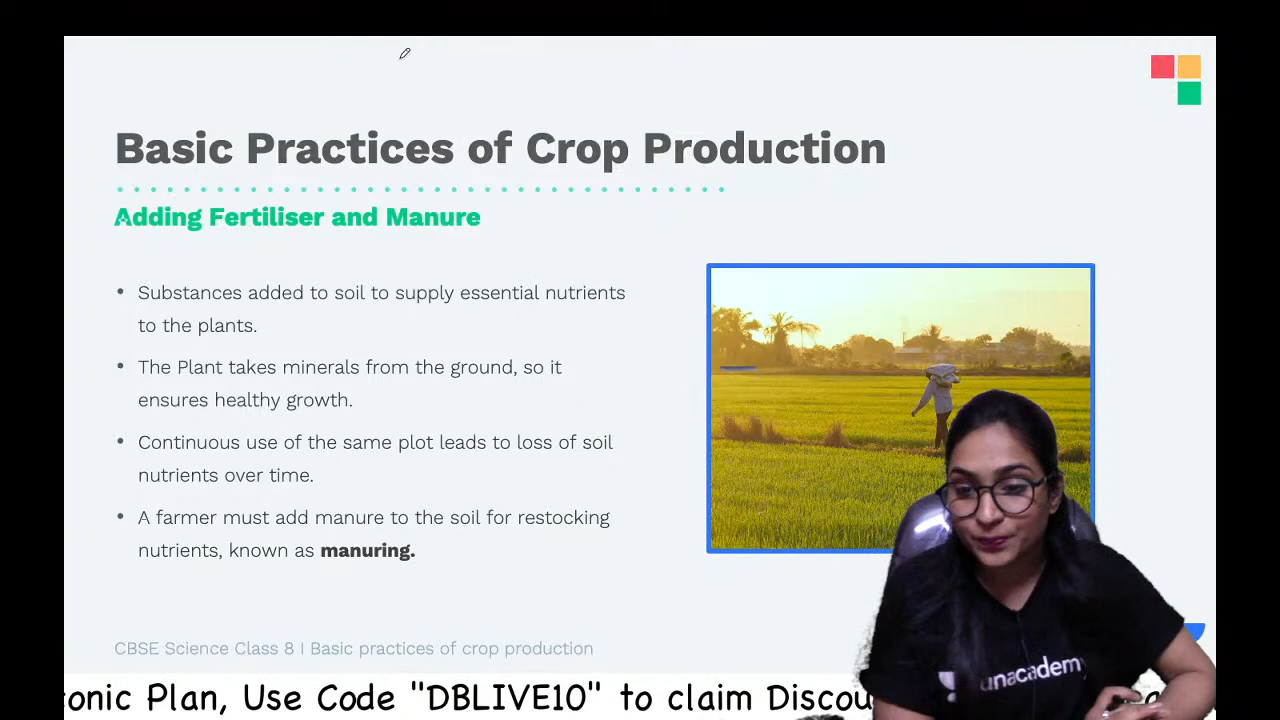 Basic Practices of Crop Production
Adding Fertiliser and Manure
• Substances added to soil to supply essential nutrients
to the plants.
• The Plant takes minerals from the ground, so it
ensures healthy growth.
• Continuous use of the same plot leads to loss of soil
nutrients over time.
• A farmer must add manure to the soil for restocking
nutrients, known as manuring.
CBSE Science Class 8 I Basic practices of crop production
Plan, Use Code "DBLIVE10" to claim
unacademy